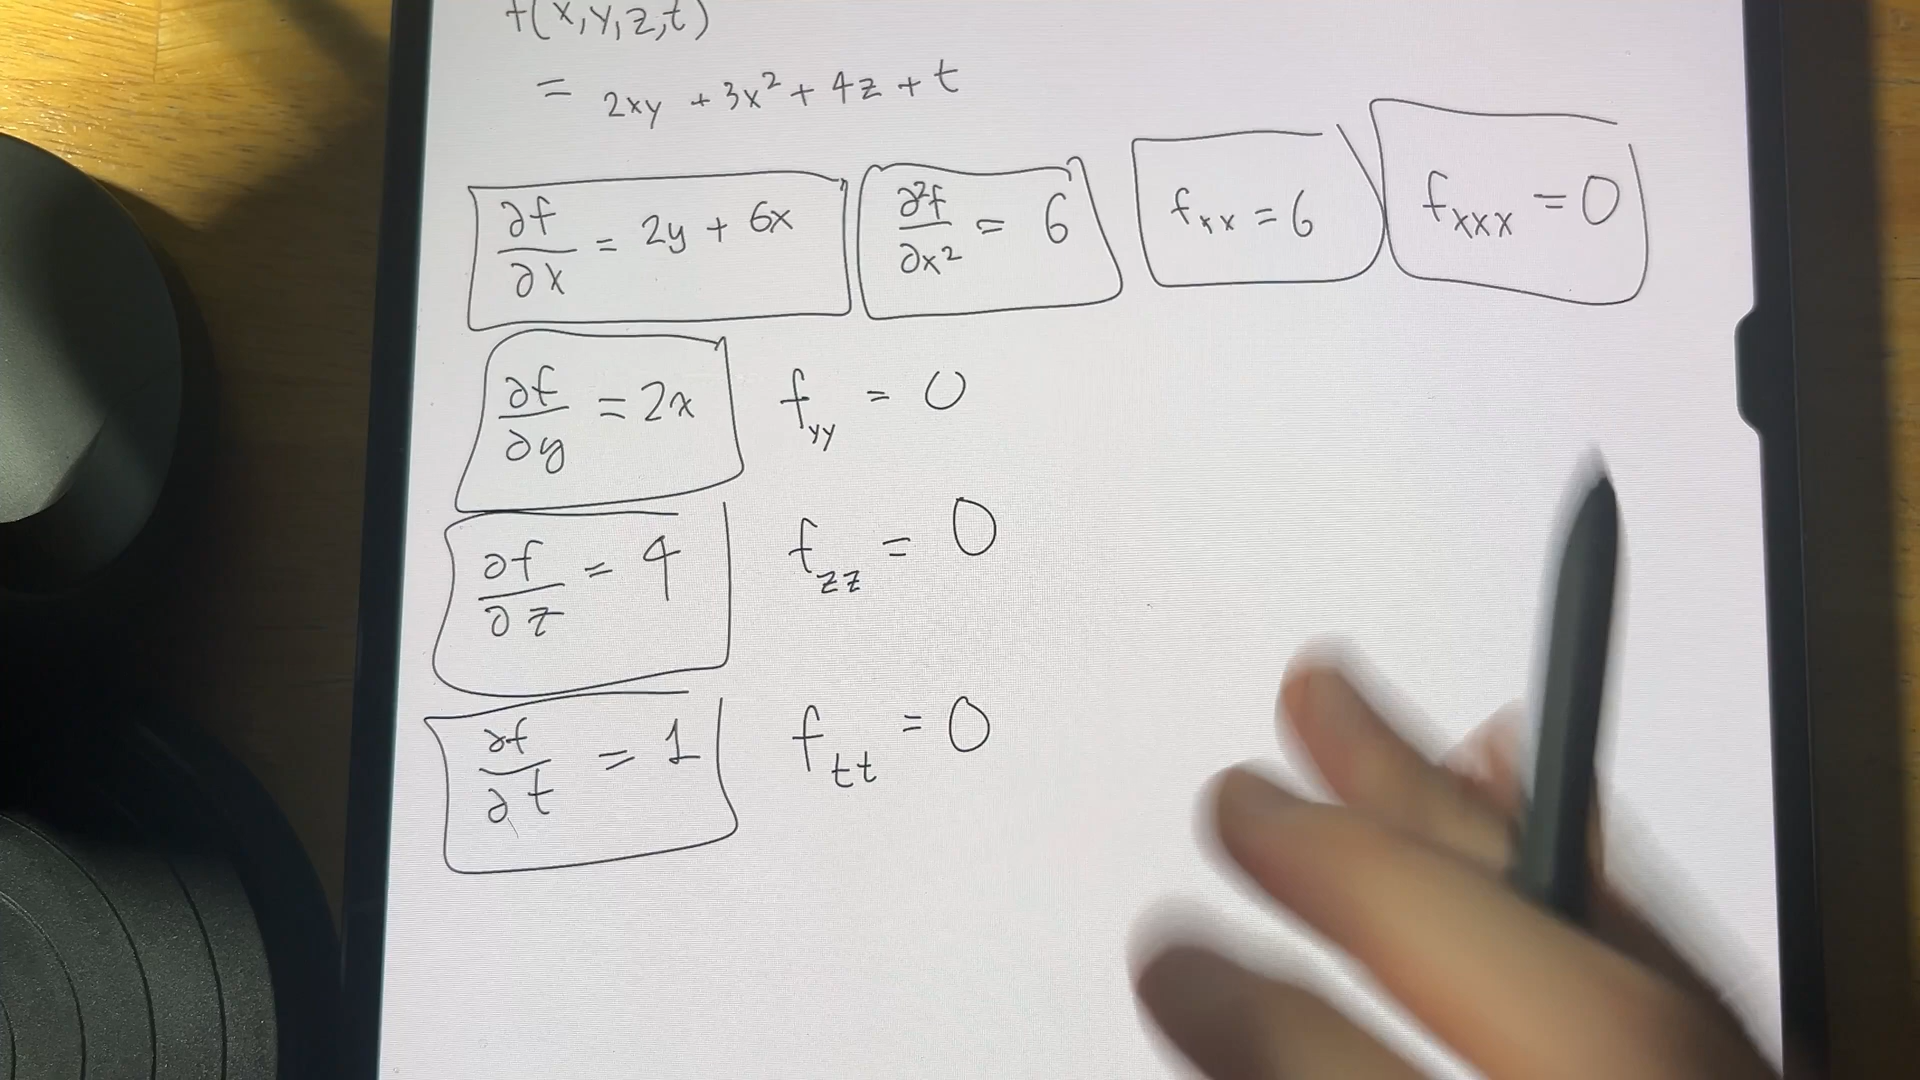 f(x,y,z,t)
= 2xy + 3x² + 4z + t
∂f/∂x = 2y + 6x
∂²f/∂x² = 6
fxx = 6
fxxx = 0
∂f/∂y = 2x
fyy = 0
∂f/∂z = 4
fzz = 0
∂f/∂t = 1
ftt = 0